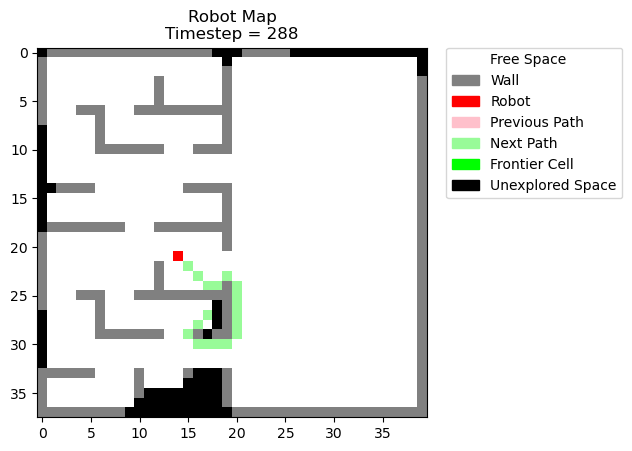 Robot Map
Timestep = 288
Free Space
Wall
Robot
Previous Path
Next Path
Frontier Cell
Unexplored Space
0
5
10
15
20
25
30
35
0
5
10
15
20
25
30
35